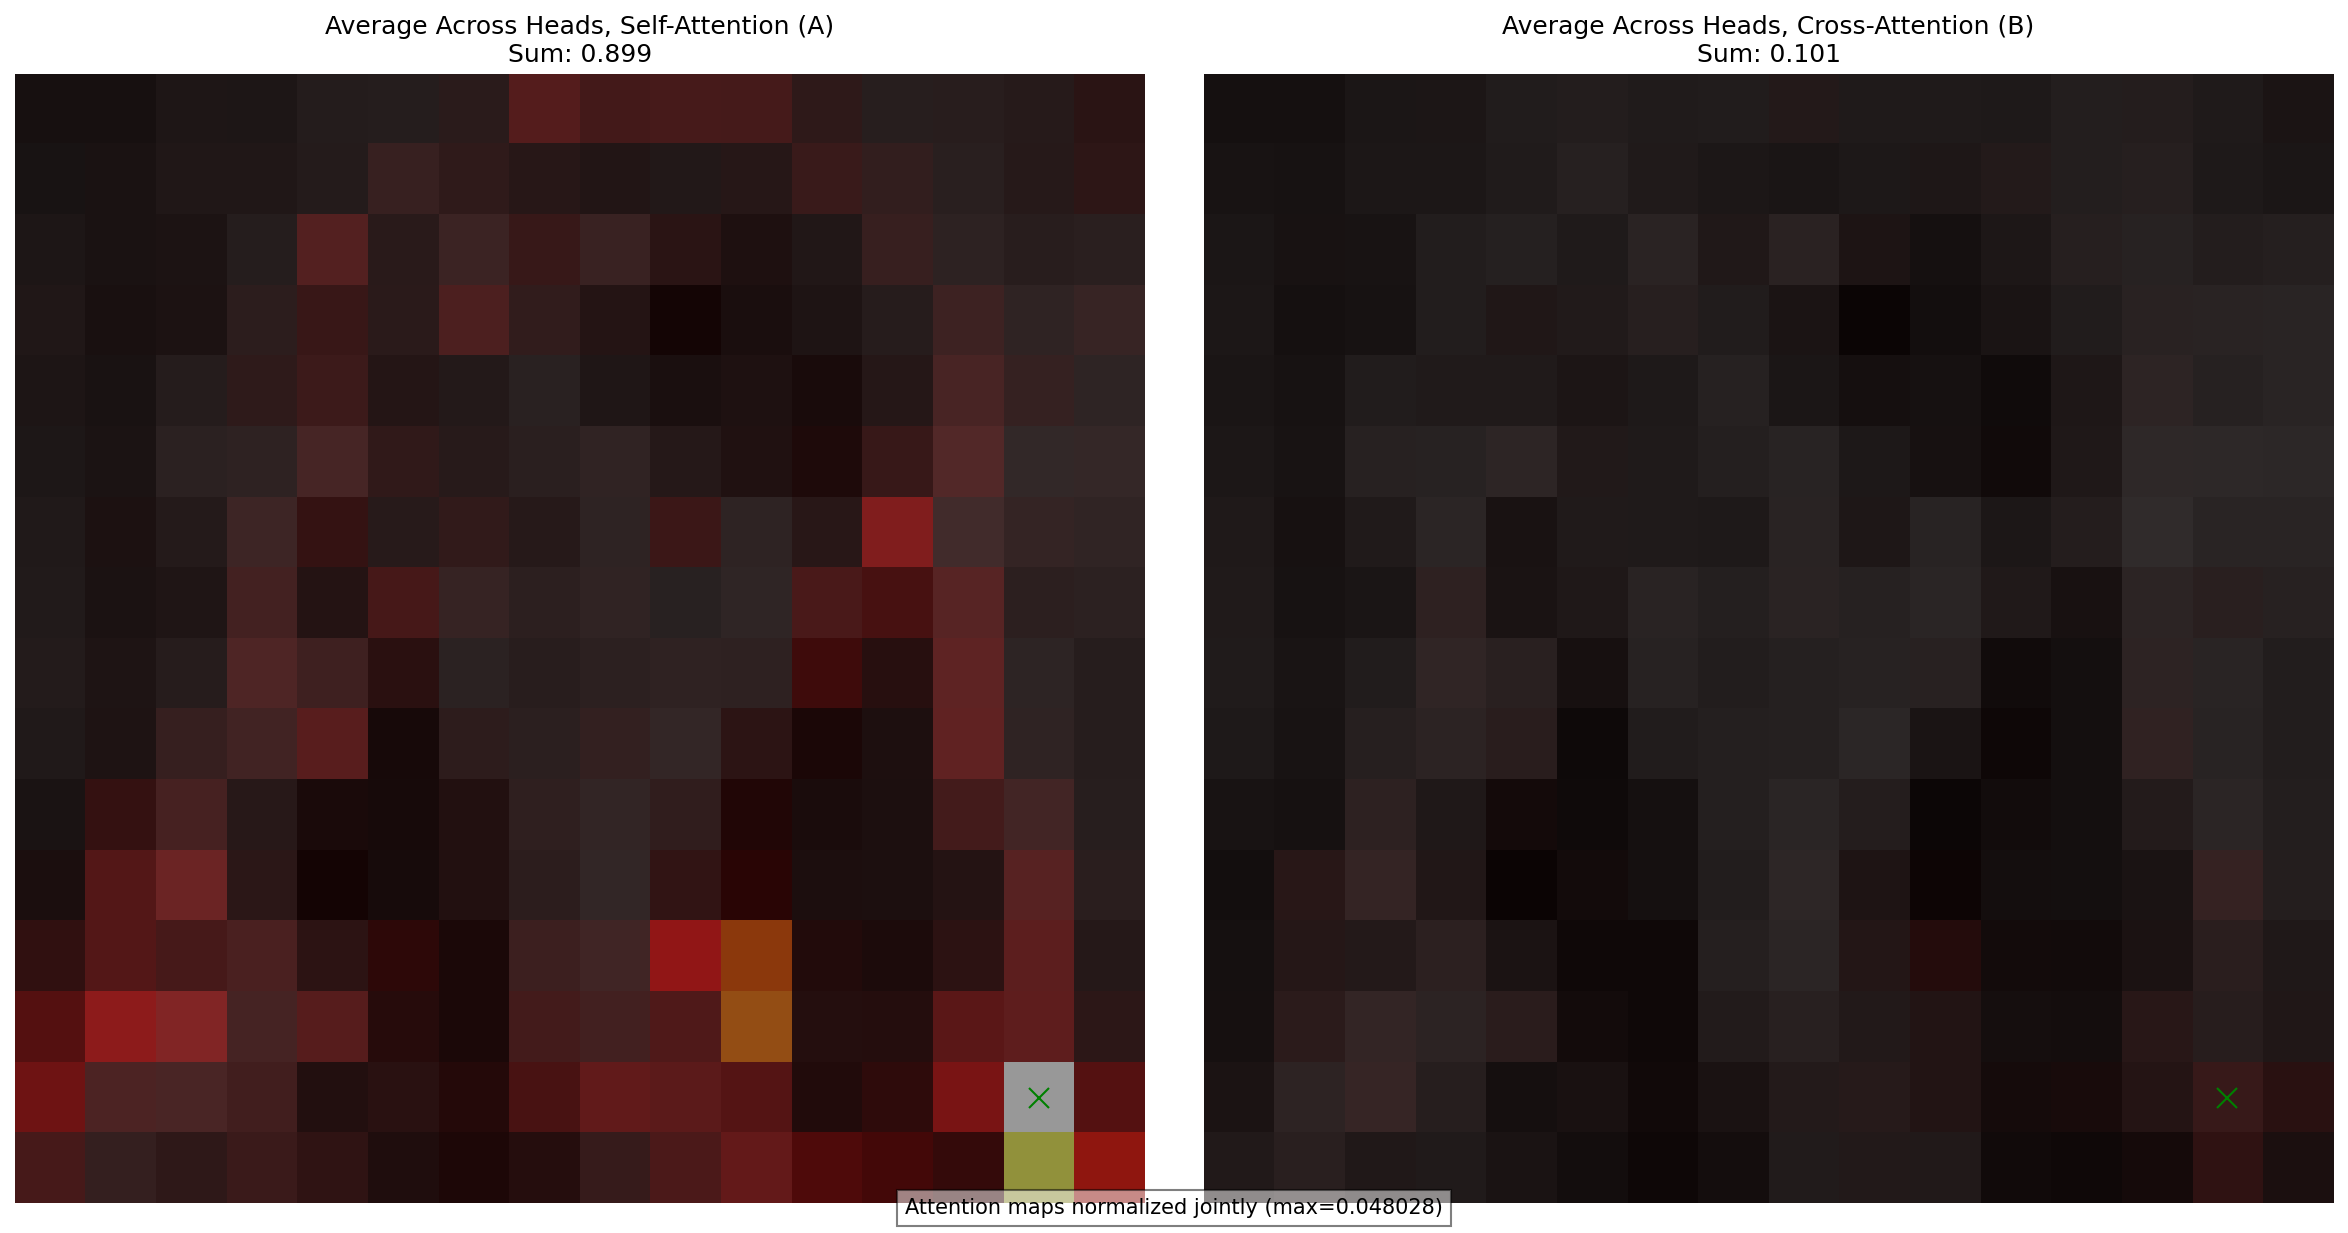 Average Across Heads, Self-Attention (A)
Sum: 0.899
Average Across Heads, Cross-Attention (B)
Sum: 0.101
Attention maps normalized jointly (max=0.048028)